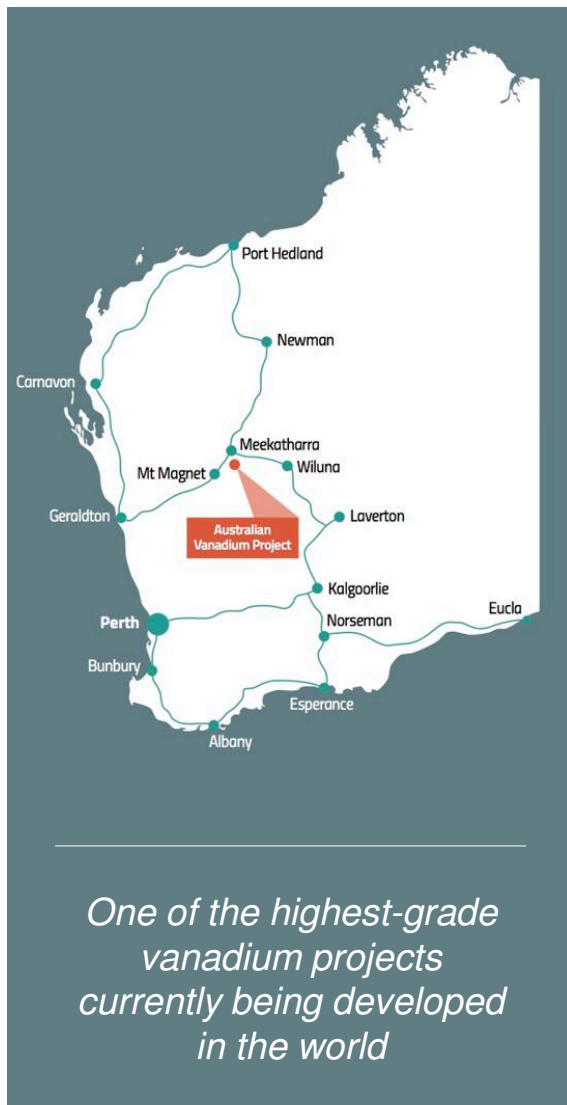 Port Hedland
Newman
Carnavon
Meekatharra
Mt Magnet
Wiluna
Geraldton
Laverton
Australian
Vanadium Project
Kalgoorlie
Perth
Norseman
Eucla
Bunbury
Esperance
Albany
One of the highest-grade
vanadium projects
currently being developed
in the world